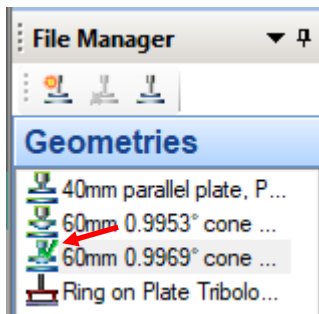 File Manager
Geometries
40mm parallel plate, P...
60mm 0.9953° cone ...
60mm 0.9969° cone ...
Ring on Plate Tribolo...